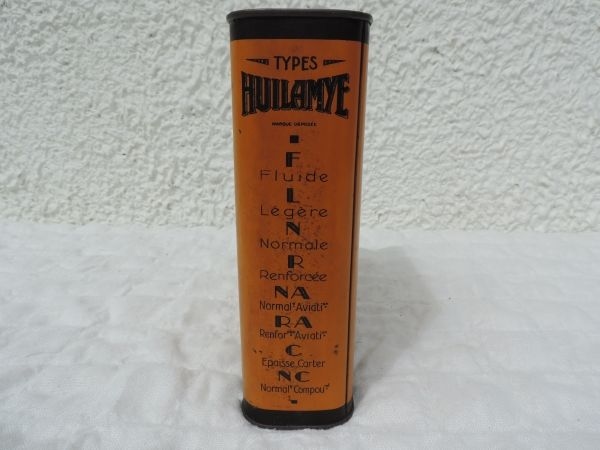 TYPES
HUILAMYE
MARQUE DÉPOSÉE
F
Fluide
L
Légère
N
Normale
R
Renforcée
NA
Normal' Aviati
RA
Renfor Aviati
C
Epaisse Carter
NC
Normal' Compou